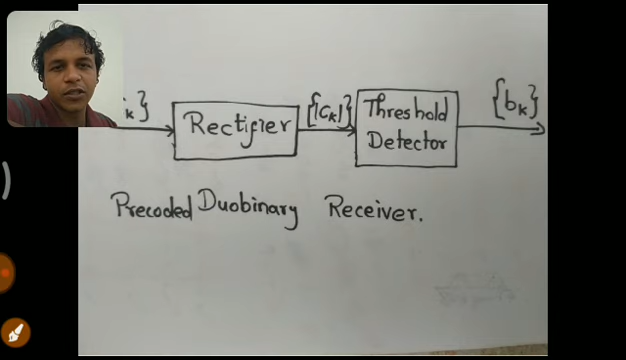 k}
Rectifier
{|ck|}
Threshold
Detector
{bk}
Precoded Duobinary Receiver.